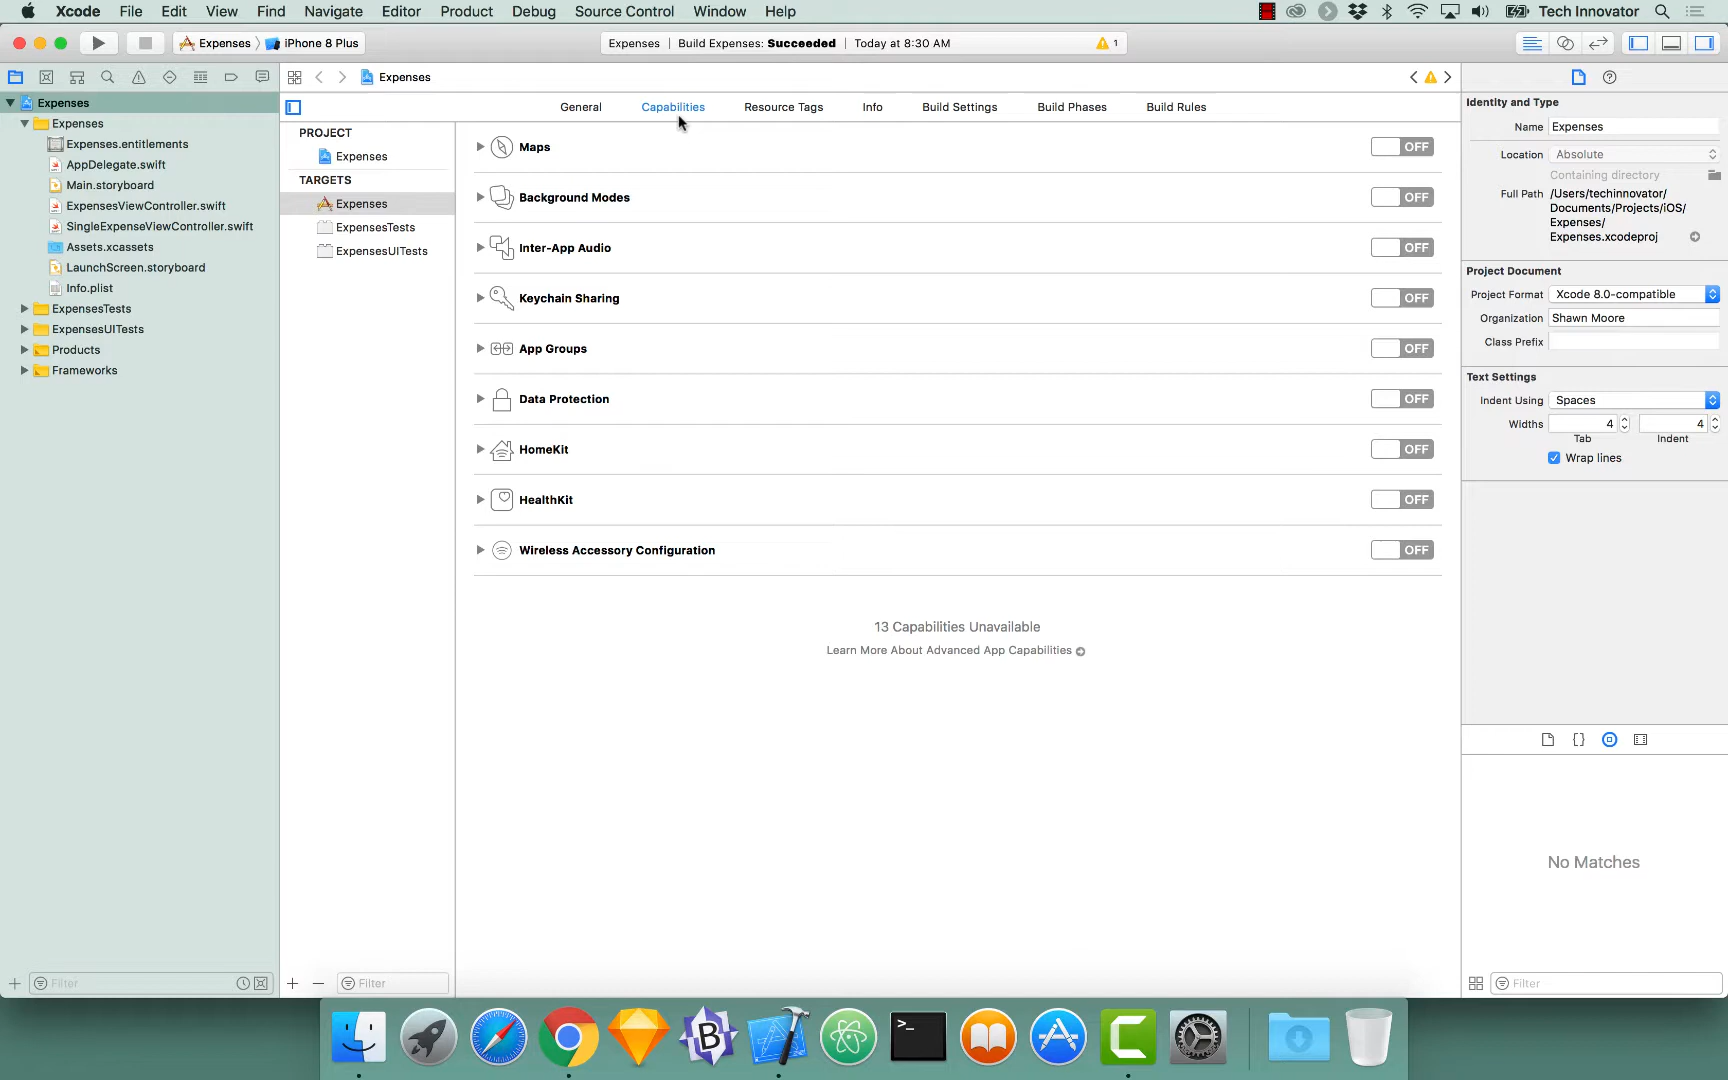 Xcode File Edit View Find Navigate Editor Product Debug Source Control Window Help Tech Innovator
Expenses iPhone 8 Plus Expenses Build Expenses: Succeeded Today at 8:30 AM 1
Expenses
General Capabilities Resource Tags Info Build Settings Build Phases Build Rules
Expenses
Expenses
Expenses.entitlements
AppDelegate.swift
Main.storyboard
ExpensesViewController.swift
SingleExpenseViewController.swift
Assets.xcassets
LaunchScreen.storyboard
Info.plist
ExpensesTests
ExpensesUITests
Products
Frameworks
Filter
PROJECT
Expenses
TARGETS
Expenses
ExpensesTests
ExpensesUITests
Filter
Maps OFF
Background Modes OFF
Inter-App Audio OFF
Keychain Sharing OFF
App Groups OFF
Data Protection OFF
HomeKit OFF
HealthKit OFF
Wireless Accessory Configuration OFF
13 Capabilities Unavailable
Learn More About Advanced App Capabilities
Identity and Type
Name Expenses
Location Absolute
Containing directory
Full Path /Users/techinnovator/
Documents/Projects/iOS/
Expenses/
Expenses.xcodeproj
Project Document
Project Format Xcode 8.0-compatible
Organization Shawn Moore
Class Prefix
Text Settings
Indent Using Spaces
Widths 4 4
Tab Indent
Wrap lines
{}
No Matches
Filter
B
>_
C